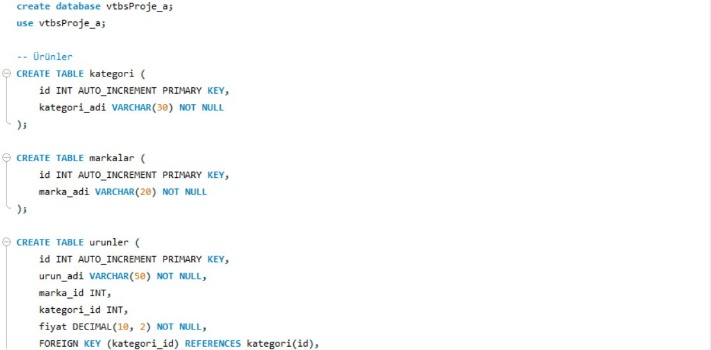 create database vtbsProje_a;
use vtbsProje_a;
-- Ürünler
CREATE TABLE kategori (
id INT AUTO_INCREMENT PRIMARY KEY,
kategori_adi VARCHAR(30) NOT NULL
);
CREATE TABLE markalar (
id INT AUTO_INCREMENT PRIMARY KEY,
marka_adi VARCHAR(20) NOT NULL
);
CREATE TABLE urunler (
id INT AUTO_INCREMENT PRIMARY KEY,
urun_adi VARCHAR(50) NOT NULL,
marka_id INT,
kategori_id INT,
fiyat DECIMAL(10, 2) NOT NULL,
FOREIGN KEY (kategori_id) REFERENCES kategori(id),